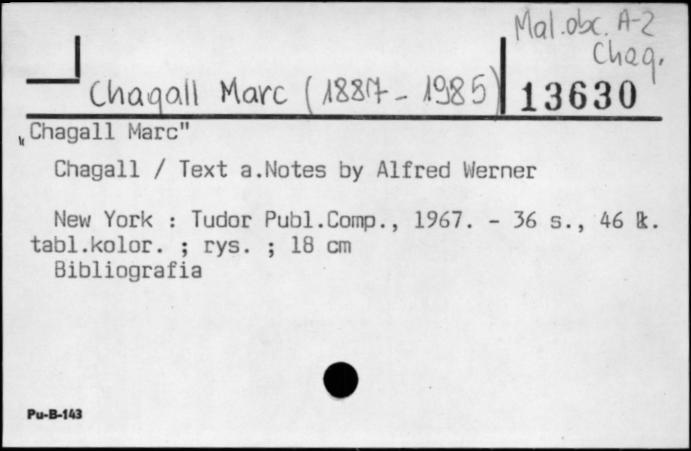 Mal.obc. A-Z
Chag.
Chagall Marc (1887-1985)
13630
„Chagall Marc"
Chagall / Text a.Notes by Alfred Werner
New York : Tudor Publ.Comp., 1967. - 36 s., 46 k.
tabl.kolor. ; rys. ; 18 cm
Bibliografia
Pu-B-143